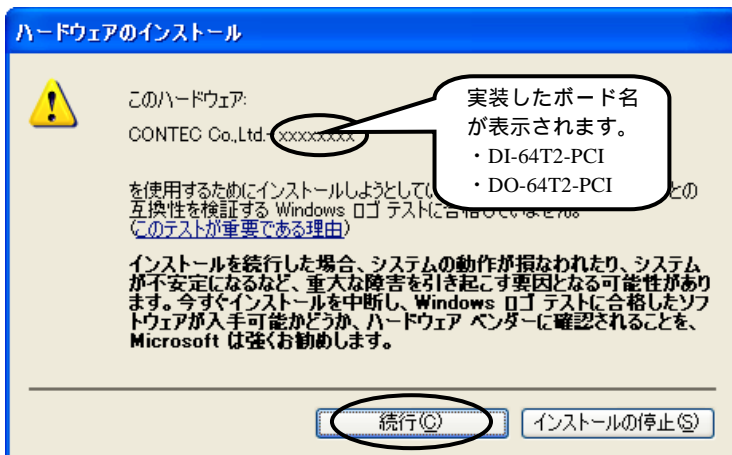 ハードウェアのインストール
このハードウェア:
CONTEC Co.,Ltd.- xxxxxxxx
実装したボード名
が表示されます。
・DI-64T2-PCI
・DO-64T2-PCI
を使用するためにインストールしようとしてい との
互換性を検証する Windows ロゴ テストに合格していません。
(このテストが重要である理由)
インストールを続行した場合、システムの動作が損なわれたり、システム
が不安定になるなど、重大な障害を引き起こす要因となる可能性があり
ます。今すぐインストールを中断し、Windows ロゴ テストに合格したソフ
トウェアが入手可能かどうか、ハードウェア ベンダーに確認されることを、
Microsoft は強くお勧めします。
続行(C)
インストールの停止(S)